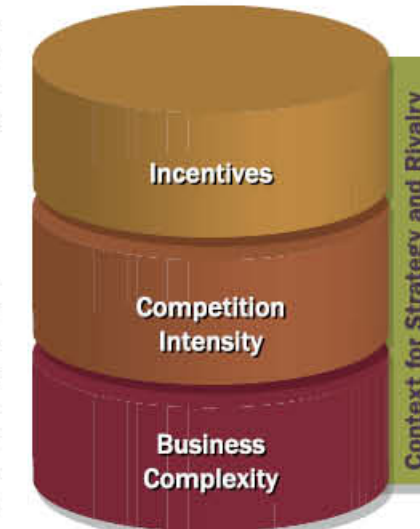 Incentives
Competition
Intensity
Business
Complexity
Context for Strategy and Rivalry